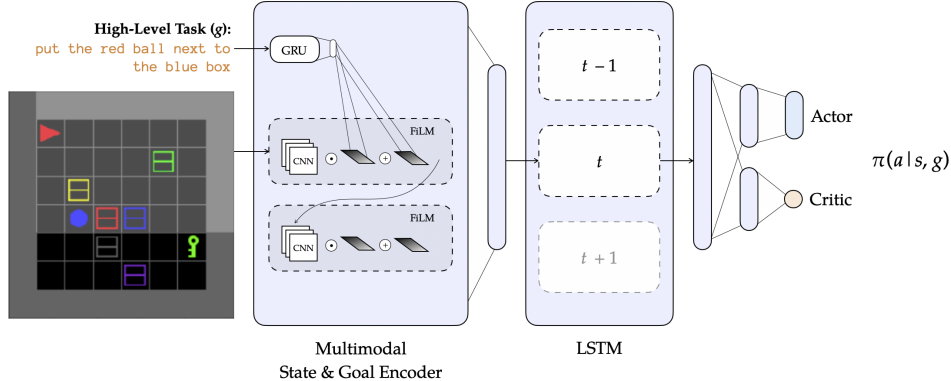 High-Level Task (g):
put the red ball next to
the blue box
GRU
FiLM
CNN
FiLM
CNN
Multimodal
State & Goal Encoder
t − 1
t
t + 1
LSTM
Actor
Critic
π(a | s, g)